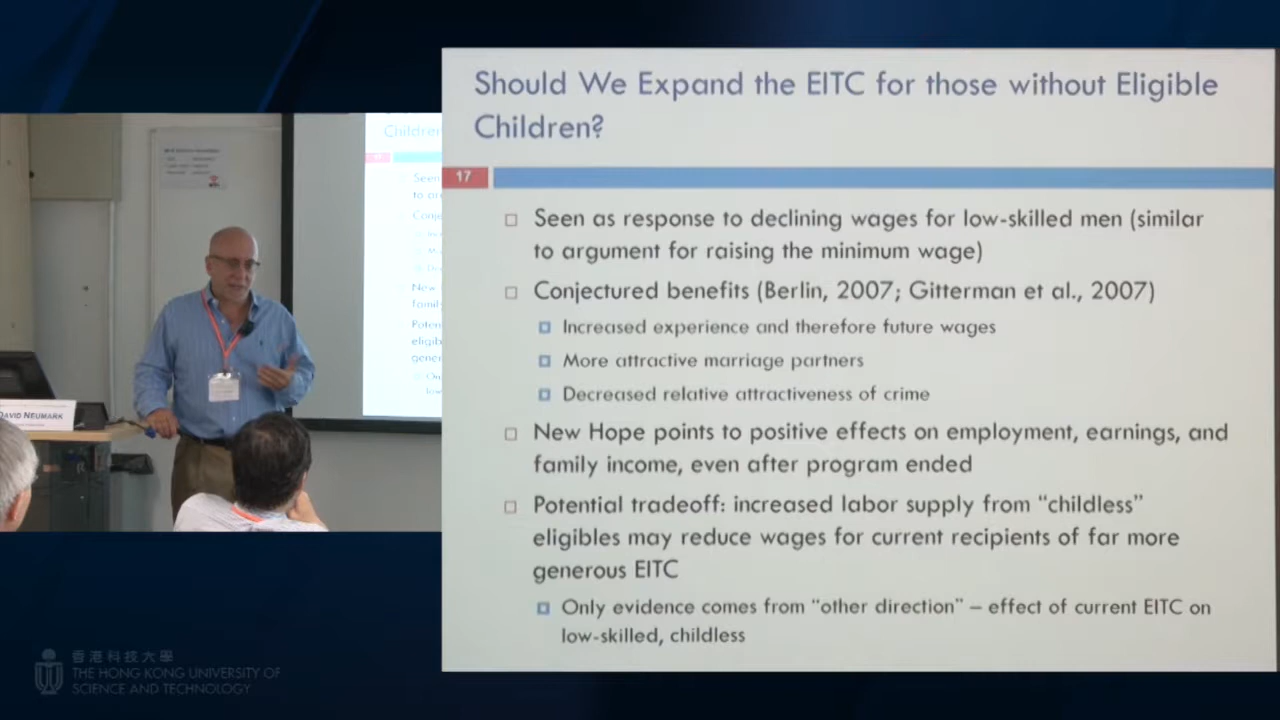 Should We Expand the EITC for those without Eligible
Children?
17
□ Seen as response to declining wages for low-skilled men (similar
to argument for raising the minimum wage)
□ Conjectured benefits (Berlin, 2007; Gitterman et al., 2007)
□ Increased experience and therefore future wages
□ More attractive marriage partners
□ Decreased relative attractiveness of crime
□ New Hope points to positive effects on employment, earnings, and
family income, even after program ended
□ Potential tradeoff: increased labor supply from “childless”
eligibles may reduce wages for current recipients of far more
generous EITC
□ Only evidence comes from “other direction” – effect of current EITC on
low-skilled, childless
Children
Seen
New
family
DAVID NEUMARK
香港科技大學
THE HONG KONG UNIVERSITY OF
SCIENCE AND TECHNOLOGY